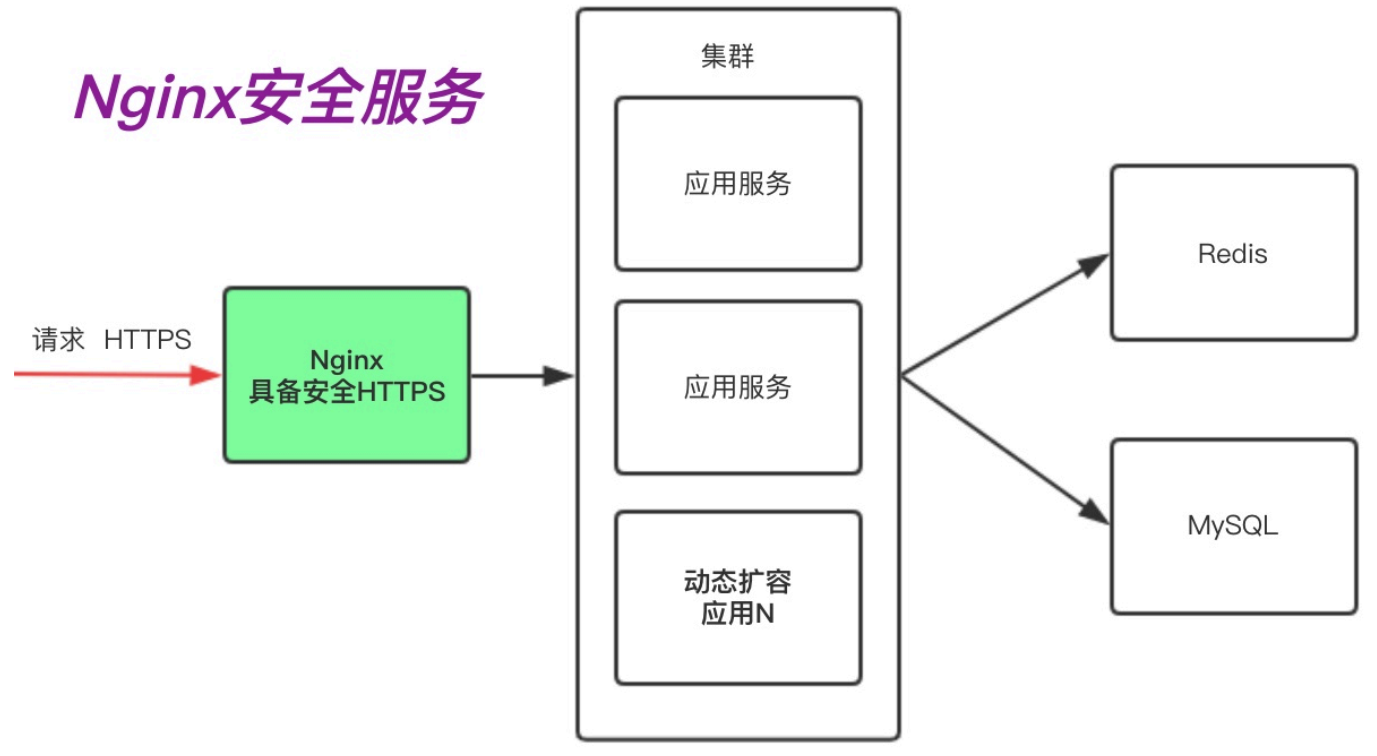 Nginx安全服务
集群
应用服务
请求 HTTPS
Nginx
具备安全HTTPS
应用服务
动态扩容
应用N
Redis
MySQL